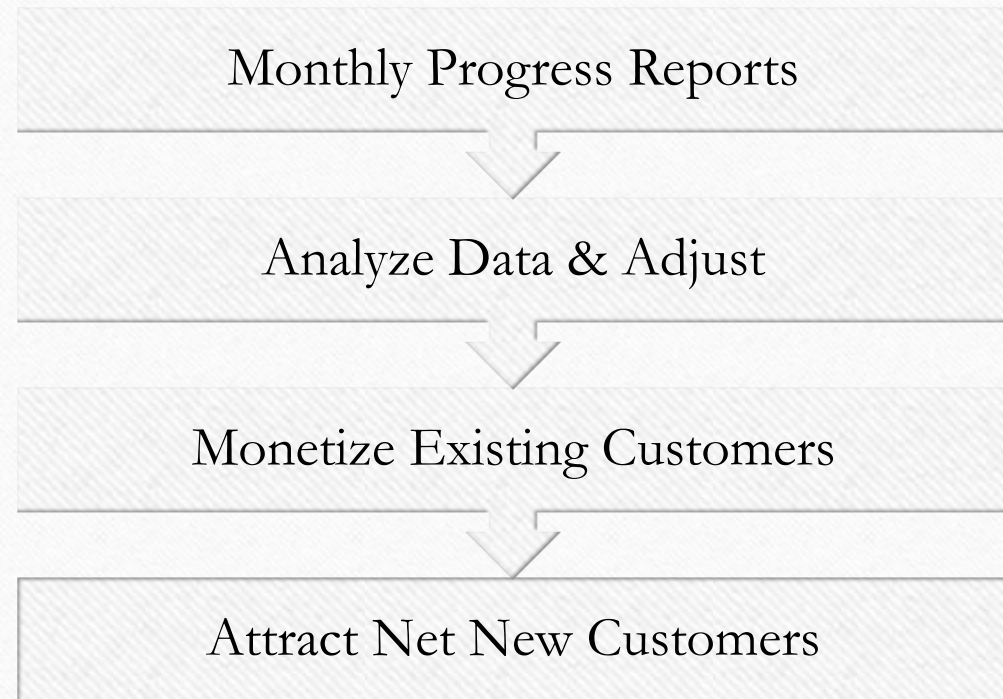 Monthly Progress Reports
Analyze Data & Adjust
Monetize Existing Customers
Attract Net New Customers